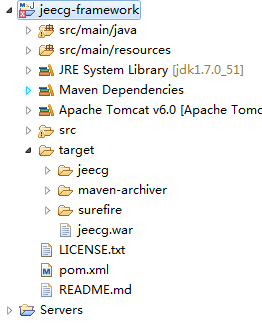 jeecg-framework
src/main/java
src/main/resources
JRE System Library [jdk1.7.0_51]
Maven Dependencies
Apache Tomcat v6.0 [Apache Tomc
src
target
jeecg
maven-archiver
surefire
jeecg.war
LICENSE.txt
pom.xml
README.md
Servers